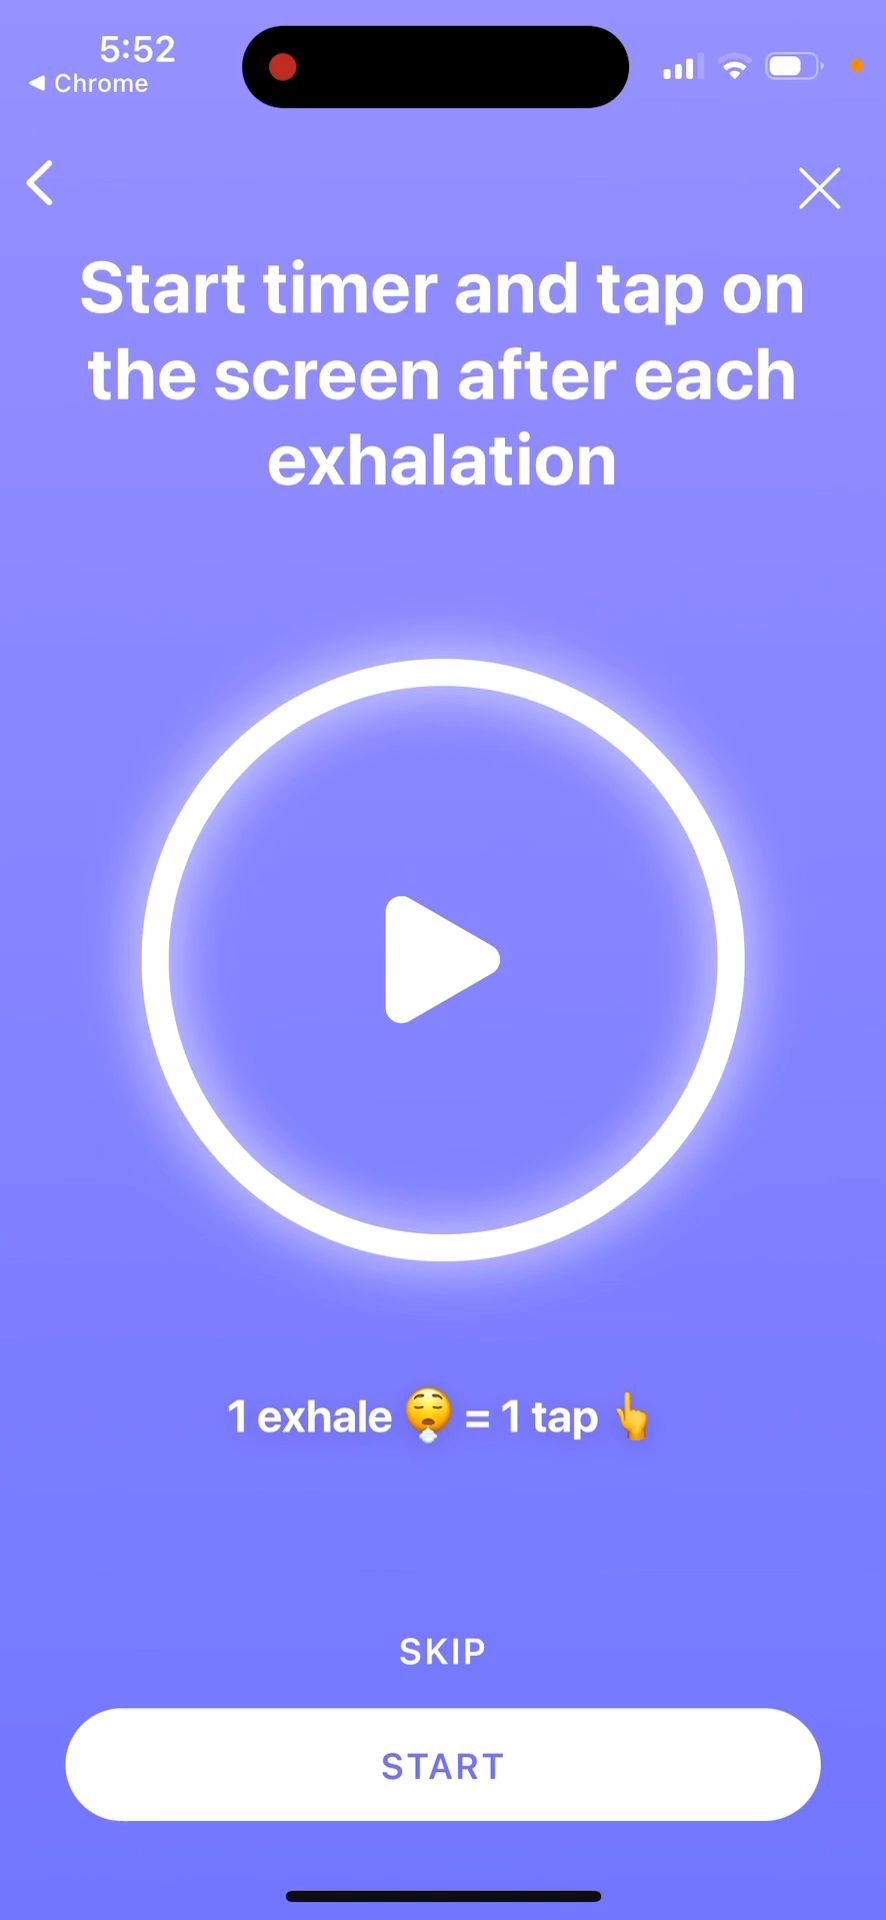 5:52
◀ Chrome
Start timer and tap on
the screen after each
exhalation
1 exhale 😮‍💨 = 1 tap 👆
SKIP
START